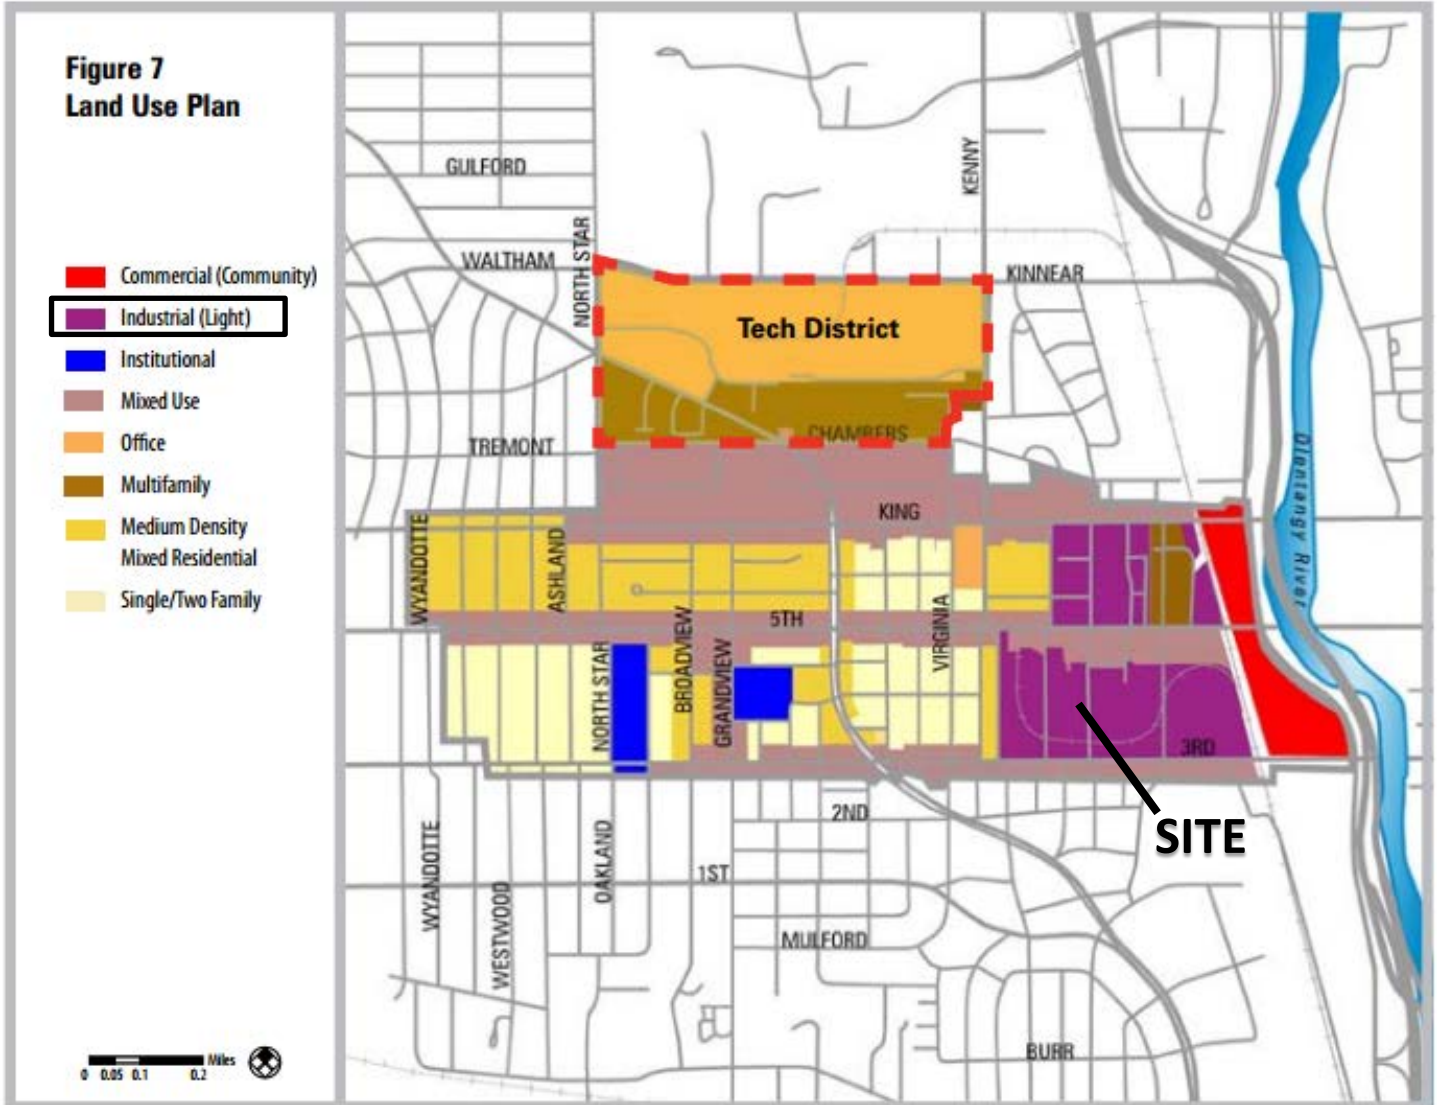 Figure 7
Land Use Plan
Commercial (Community)
Industrial (Light)
Institutional
Mixed Use
Office
Multifamily
Medium Density
Mixed Residential
Single/Two Family
0 0.05 0.1 0.2 Miles
GULFORD
KENNY
NORTH STAR
WALTHAM
KINNEAR
Tech District
TREMONT
CHAMBERS
Olentangy River
KING
WYANDOTTE
ASHLAND
5TH
VIRGINIA
BROADVIEW
NORTH STAR
GRANDVIEW
3RD
2ND
SITE
WYANDOTTE
OAKLAND
1ST
WESTWOOD
MULFORD
BURR